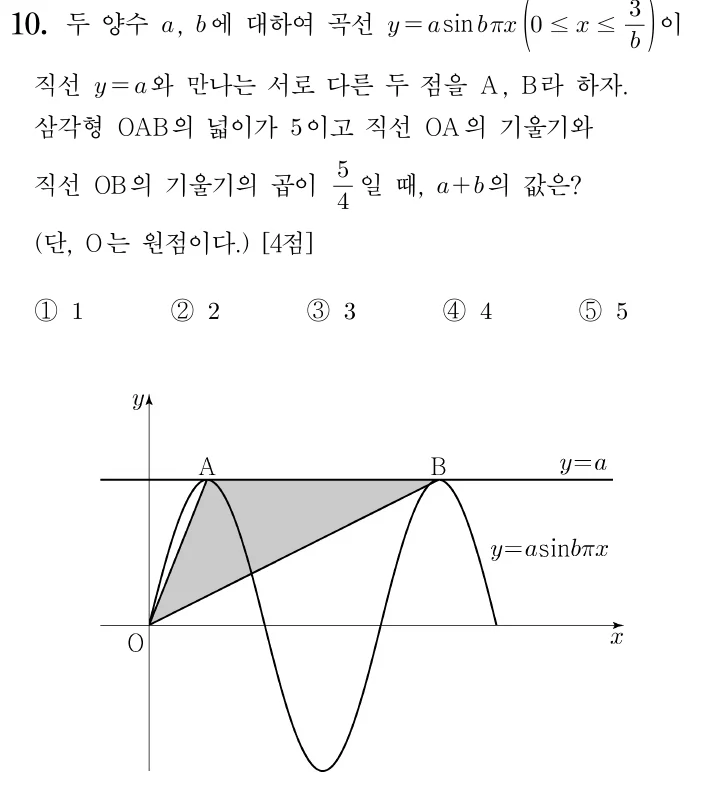 10. 두 양수 a, b에 대하여 곡선 y=asinbπx(0≤x≤3/b)이
직선 y=a와 만나는 서로 다른 두 점을 A, B라 하자.
삼각형 OAB의 넓이가 5이고 직선 OA의 기울기와
직선 OB의 기울기의 곱이 5/4일 때, a+b의 값은?
(단, O는 원점이다.) [4점]
① 1 ② 2 ③ 3 ④ 4 ⑤ 5
y
A B y=a
y=asinbπx
O x